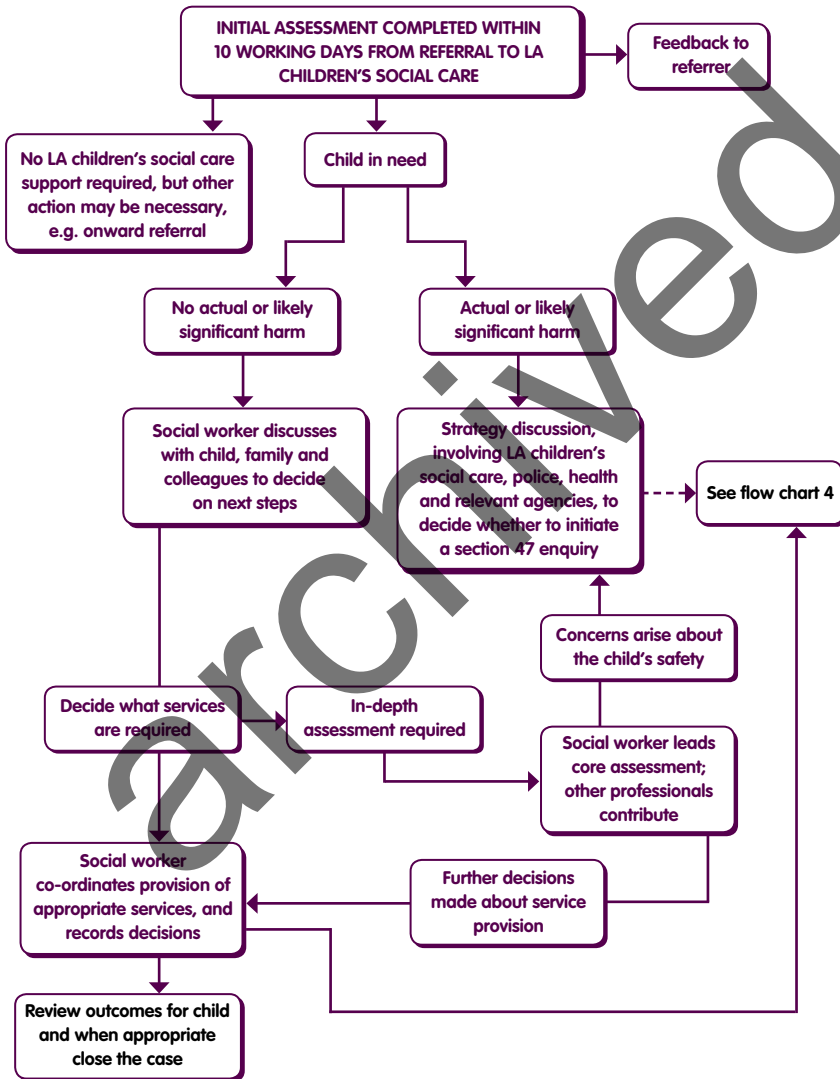 INITIAL ASSESSMENT COMPLETED WITHIN
10 WORKING DAYS FROM REFERRAL TO LA
CHILDREN'S SOCIAL CARE
Feedback to
referrer
No LA children's social care
support required, but other
action may be necessary,
e.g. onward referral
Child in need
No actual or likely
significant harm
Actual or likely
significant harm
Social worker discusses
with child, family and
colleagues to decide
on next steps
Strategy discussion,
involving LA children's
social care, police, health
and relevant agencies, to
decide whether to initiate
a section 47 enquiry
See flow chart 4
Concerns arise about
the child's safety
Decide what services
are required
In-depth
assessment required
Social worker leads
core assessment;
other professionals
contribute
Social worker
co-ordinates provision of
appropriate services, and
records decisions
Further decisions
made about service
provision
Review outcomes for child
and when appropriate
close the case
archived